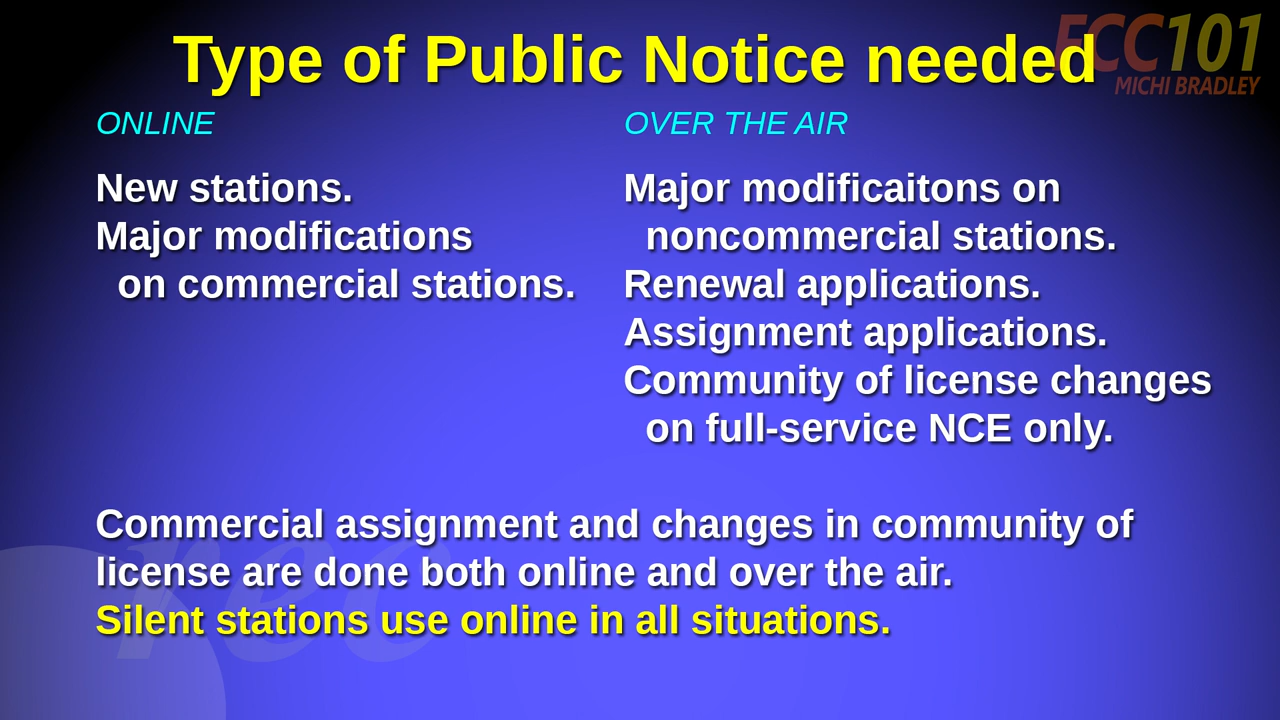 FCC101
MICHI BRADLEY
Type of Public Notice needed
ONLINE
New stations.
Major modifications
on commercial stations.
OVER THE AIR
Major modificaitons on
noncommercial stations.
Renewal applications.
Assignment applications.
Community of license changes
on full-service NCE only.
Commercial assignment and changes in community of
license are done both online and over the air.
Silent stations use online in all situations.
rec